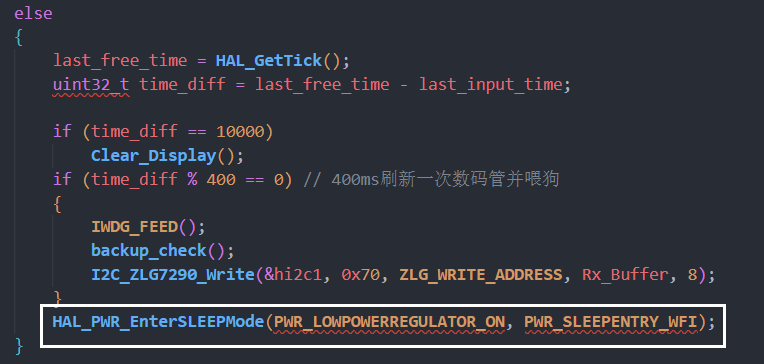 else
{
last_free_time = HAL_GetTick();
uint32_t time_diff = last_free_time - last_input_time;
if (time_diff == 10000)
Clear_Display();
if (time_diff % 400 == 0) // 400ms刷新一次数码管并喂狗
{
IWDG_FEED();
backup_check();
I2C_ZLG7290_Write(&hi2c1, 0x70, ZLG_WRITE_ADDRESS, Rx_Buffer, 8);
}
HAL_PWR_EnterSLEEPMode(PWR_LOWPOWERREGULATOR_ON, PWR_SLEEPENTRY_WFI);
}